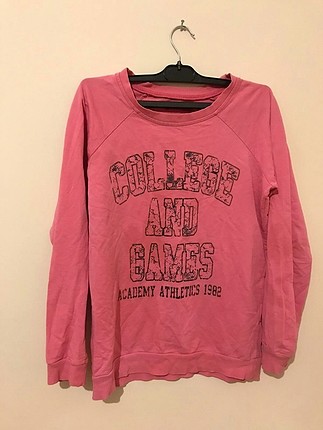 COLLEGE
AND
GAMES
ACADEMY ATHLETICS 1982